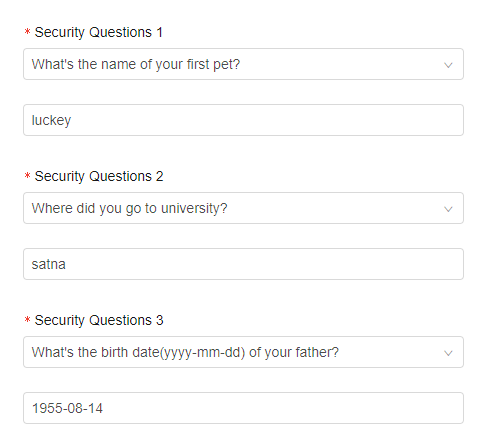 * Security Questions 1
What's the name of your first pet?
luckey
* Security Questions 2
Where did you go to university?
satna
* Security Questions 3
What's the birth date(yyyy-mm-dd) of your father?
1955-08-14